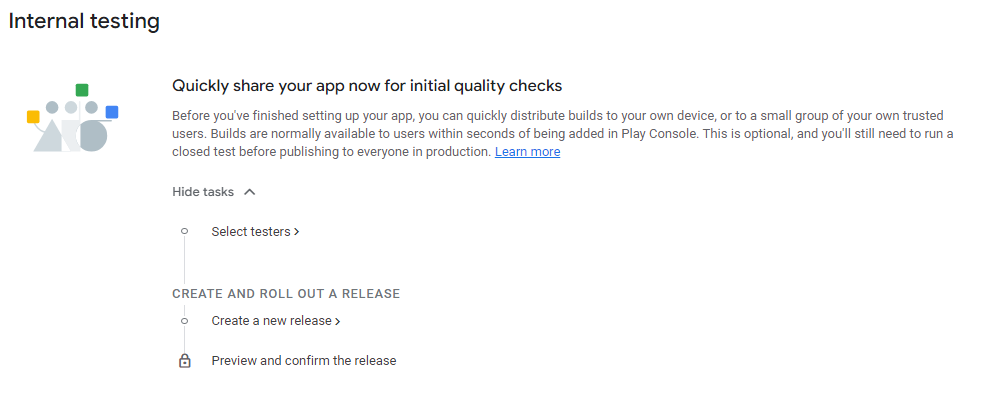 Internal testing
Quickly share your app now for initial quality checks
Before you've finished setting up your app, you can quickly distribute builds to your own device, or to a small group of your own trusted
users. Builds are normally available to users within seconds of being added in Play Console. This is optional, and you'll still need to run a
closed test before publishing to everyone in production. Learn more
Hide tasks
Select testers
CREATE AND ROLL OUT A RELEASE
Create a new release
Preview and confirm the release